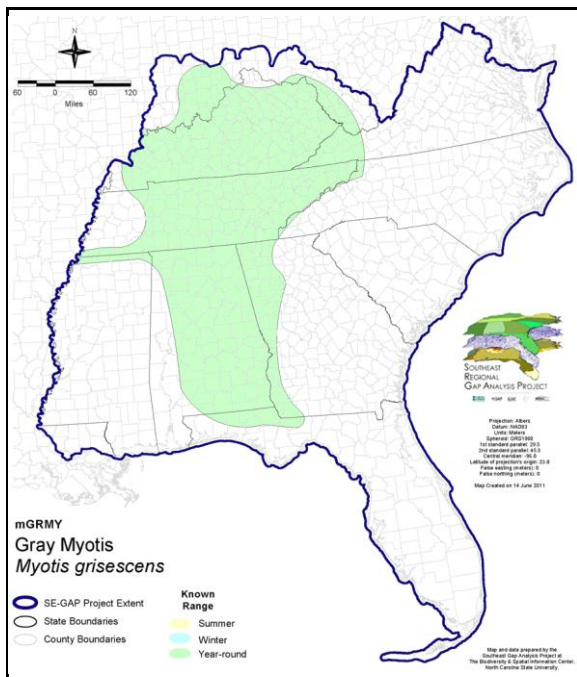 N
60 30 0 60 120
Miles
SOUTHEAST
REGIONAL
GAP ANALYSIS PROJECT
Projection: Albers
Datum: NAD83
Units: Meters
Spheroid: GRS1980
1st standard parallel: 29.5
2nd standard parallel: 45.5
Central meridian: -96.0
Latitude of projection's origin: 23.0
False easting (meters): 0
False northing (meters): 0
Map Created on 14 June 2011
mGRMY
Gray Myotis
Myotis grisescens
SE-GAP Project Extent
State Boundaries
County Boundaries
Known
Range
Summer
Winter
Year-round
Map and data prepared by the
Southeast Gap Analysis Project at
The Biodiversity & Spatial Information Center,
North Carolina State University.